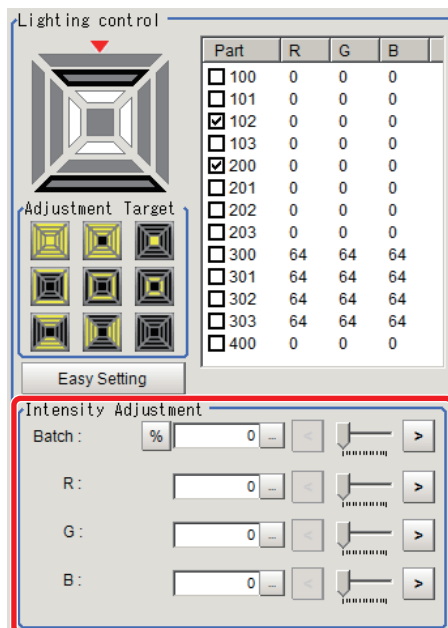 Lighting control
Part R G B
100 0 0 0
101 0 0 0
102 0 0 0
103 0 0 0
200 0 0 0
201 0 0 0
202 0 0 0
203 0 0 0
300 64 64 64
301 64 64 64
302 64 64 64
303 64 64 64
400 0 0 0
Adjustment Target
Easy Setting
Intensity Adjustment
Batch : % 0 ... < >
R : 0 ... < >
G : 0 ... < >
B : 0 ... < >